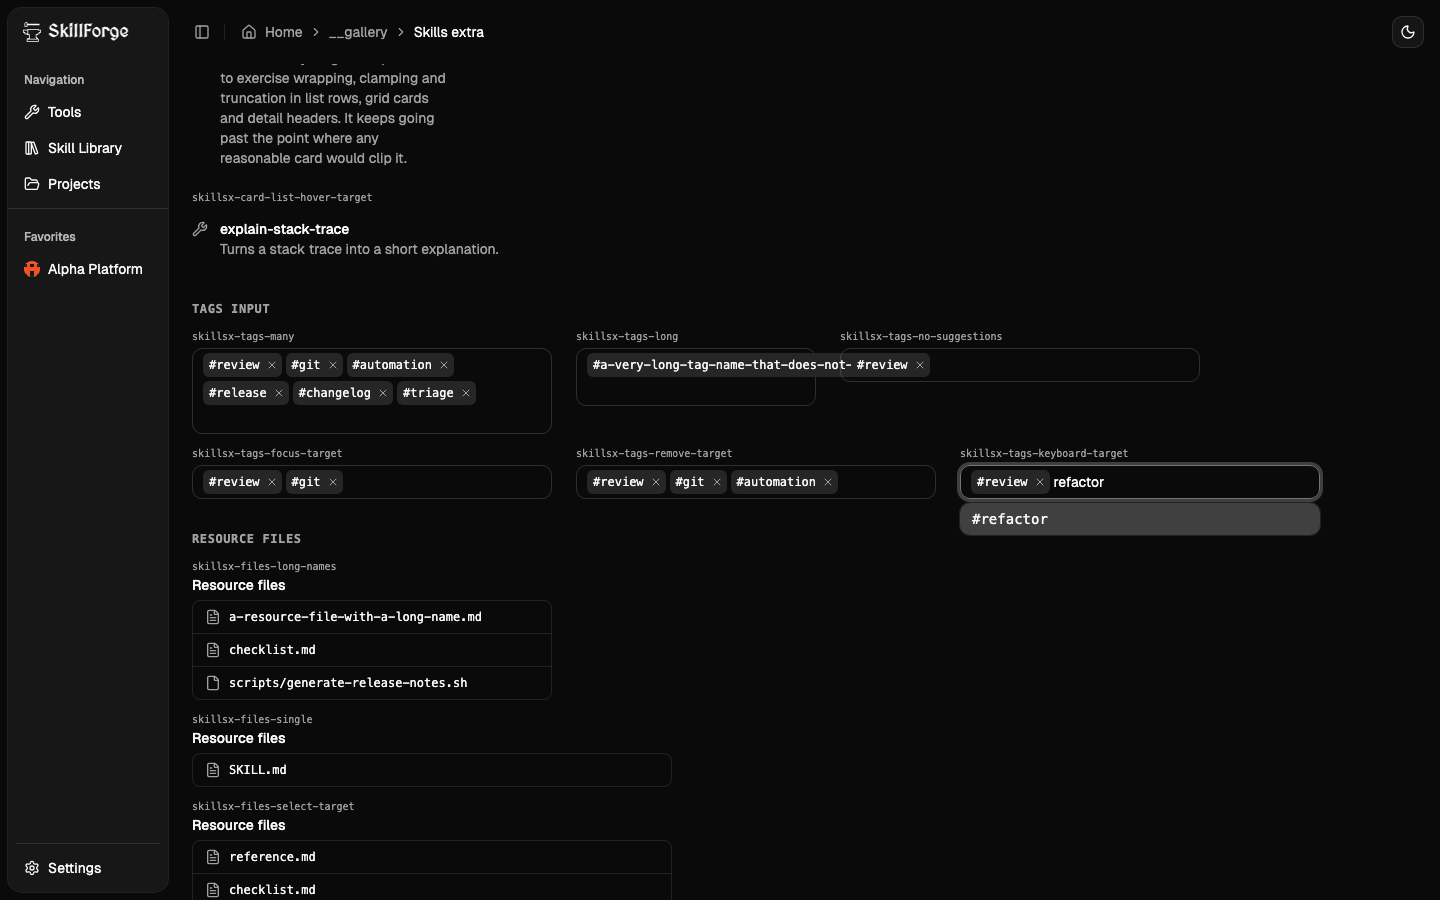 SkillForge
Navigation
Tools
Skill Library
Projects
Favorites
Alpha Platform
Settings
Home
__gallery
Skills extra
to exercise wrapping, clamping and
truncation in list rows, grid cards
and detail headers. It keeps going
past the point where any
reasonable card would clip it.
skillsx-card-list-hover-target
explain-stack-trace
Turns a stack trace into a short explanation.
TAGS INPUT
skillsx-tags-many
#review
#git
#automation
#release
#changelog
#triage
skillsx-tags-long
#a-very-long-tag-name-that-does-not-
skillsx-tags-no-suggestions
#review
skillsx-tags-focus-target
#review
#git
skillsx-tags-remove-target
#review
#git
#automation
skillsx-tags-keyboard-target
#review
refactor
#refactor
RESOURCE FILES
skillsx-files-long-names
Resource files
a-resource-file-with-a-long-name.md
checklist.md
scripts/generate-release-notes.sh
skillsx-files-single
Resource files
SKILL.md
skillsx-files-select-target
Resource files
reference.md
checklist.md